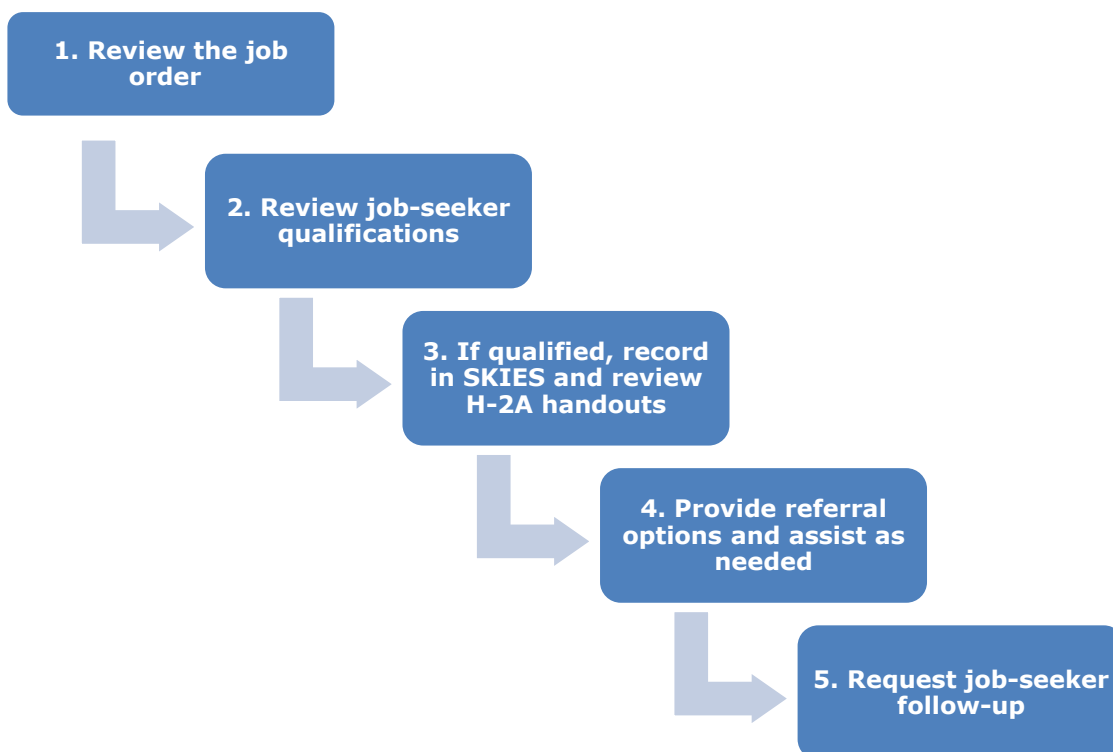 1. Review the job
order
2. Review job-seeker
qualifications
3. If qualified, record
in SKIES and review
H-2A handouts
4. Provide referral
options and assist as
needed
5. Request job-seeker
follow-up